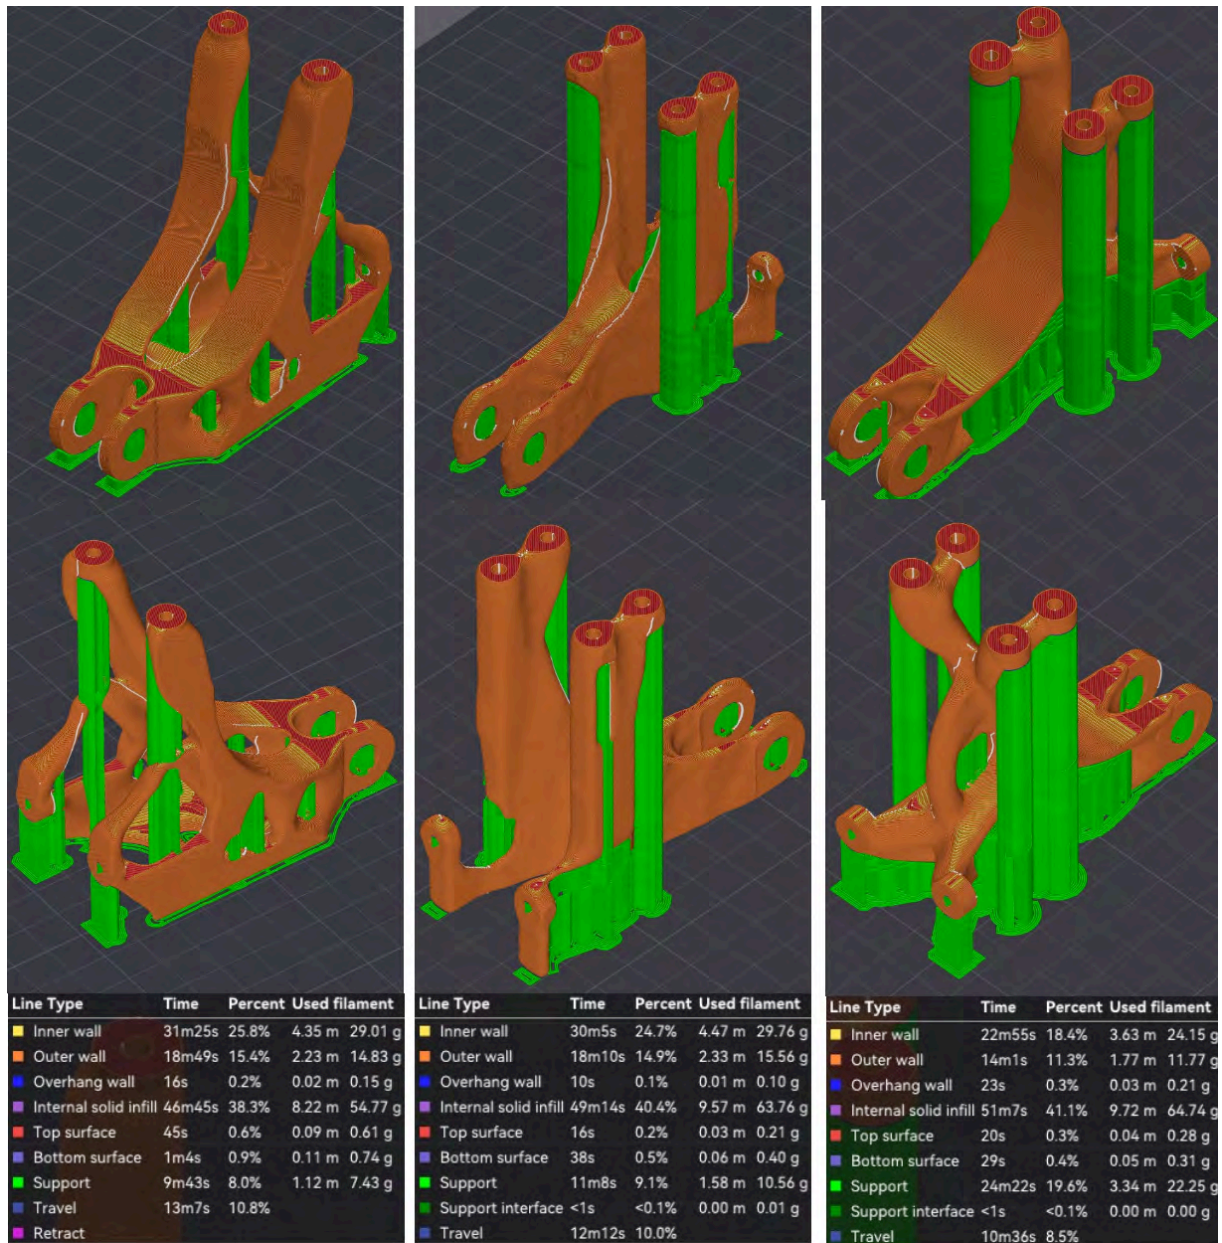 Line Type Time Percent Used filament
Inner wall 31m25s 25.8% 4.35 m 29.01 g
Outer wall 18m49s 15.4% 2.23 m 14.83 g
Overhang wall 16s 0.2% 0.02 m 0.15 g
Internal solid infill 46m45s 38.3% 8.22 m 54.77 g
Top surface 45s 0.6% 0.09 m 0.61 g
Bottom surface 1m4s 0.9% 0.11 m 0.74 g
Support 9m43s 8.0% 1.12 m 7.43 g
Travel 13m7s 10.8%
Retract
Line Type Time Percent Used filament
Inner wall 30m5s 24.7% 4.47 m 29.76 g
Outer wall 18m10s 14.9% 2.33 m 15.56 g
Overhang wall 10s 0.1% 0.01 m 0.10 g
Internal solid infill 49m14s 40.4% 9.57 m 63.76 g
Top surface 16s 0.2% 0.03 m 0.21 g
Bottom surface 38s 0.5% 0.06 m 0.40 g
Support 11m8s 9.1% 1.58 m 10.56 g
Support interface <1s <0.1% 0.00 m 0.01 g
Travel 12m12s 10.0%
Line Type Time Percent Used filament
Inner wall 22m55s 18.4% 3.63 m 24.15 g
Outer wall 14m1s 11.3% 1.77 m 11.77 g
Overhang wall 23s 0.3% 0.03 m 0.21 g
Internal solid infill 51m7s 41.1% 9.72 m 64.74 g
Top surface 20s 0.3% 0.04 m 0.28 g
Bottom surface 29s 0.4% 0.05 m 0.31 g
Support 24m22s 19.6% 3.34 m 22.25 g
Support interface <1s <0.1% 0.00 m 0.00 g
Travel 10m36s 8.5%